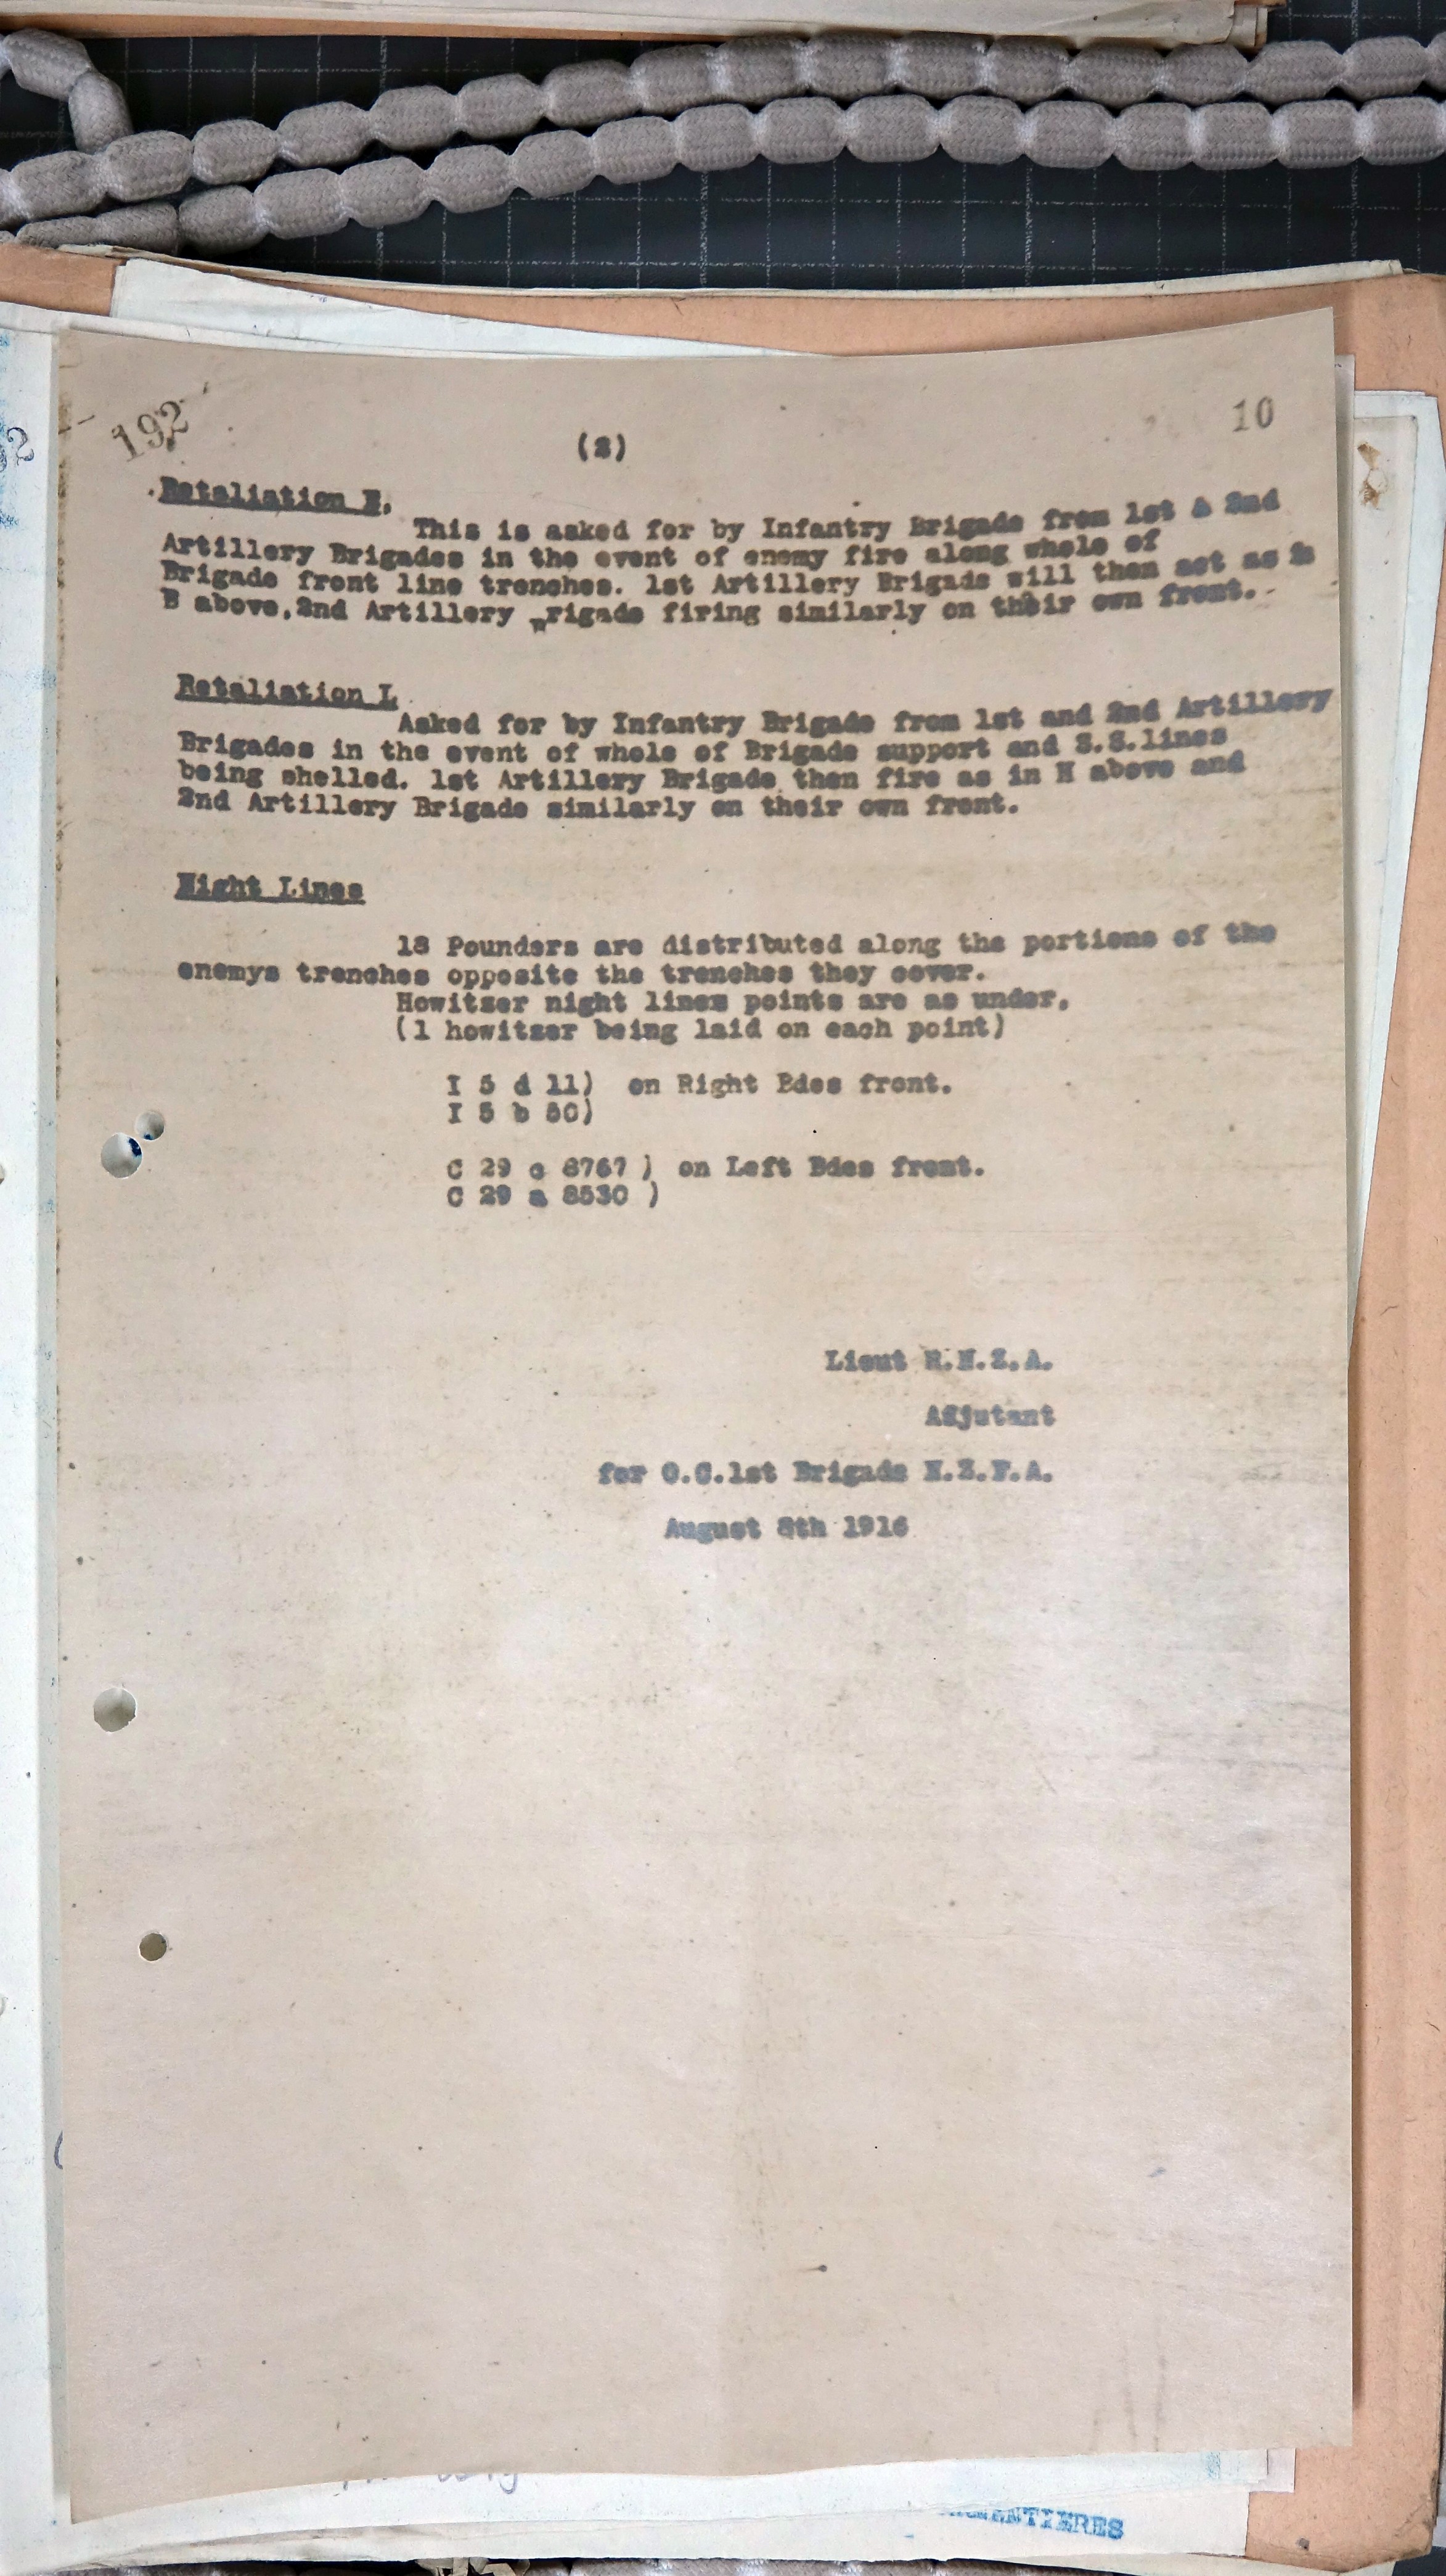 192
10
(2)
Retaliation
This is asked for by Infantry Brigade from 1st & 2nd
Artillery Brigades in the event of enemy fire along whole of
Brigade front line trenches. 1st Artillery Brigade will then act as in
B above.2nd Artillery rigade firing similarly on their own front.
Retaliation L
Asked for by Infantry Brigade from 1st and 2nd Artillery
Brigades in the event of whole of Brigade support and S.S.lines
being shelled. 1st Artillery Brigade then fire as in H above and
2nd Artillery Brigade similarly on their own front.
Night Lines
18 Pounders are distributed along the portions of the
enemys trenches opposite the trenches they cover.
Howitzer night lines points are as under.
(1 howitzer being laid on each point)
I 5 d 11) on Right Bdes front.
I 5 b 50)
C 29 c 8767 ) on Left Bdes front.
C 29 a 8530 )
Lieut R.N.Z.A.
Adjutant
for O.C.1st Brigade N.Z.F.A.
August 8th 1916